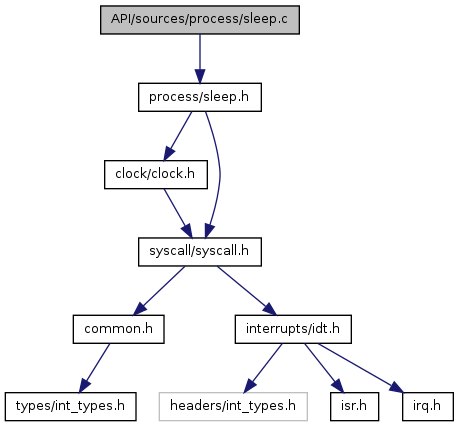 API/sources/process/sleep.c
process/sleep.h
clock/clock.h
syscall/syscall.h
common.h
interrupts/idt.h
types/int_types.h
headers/int_types.h
isr.h
irq.h